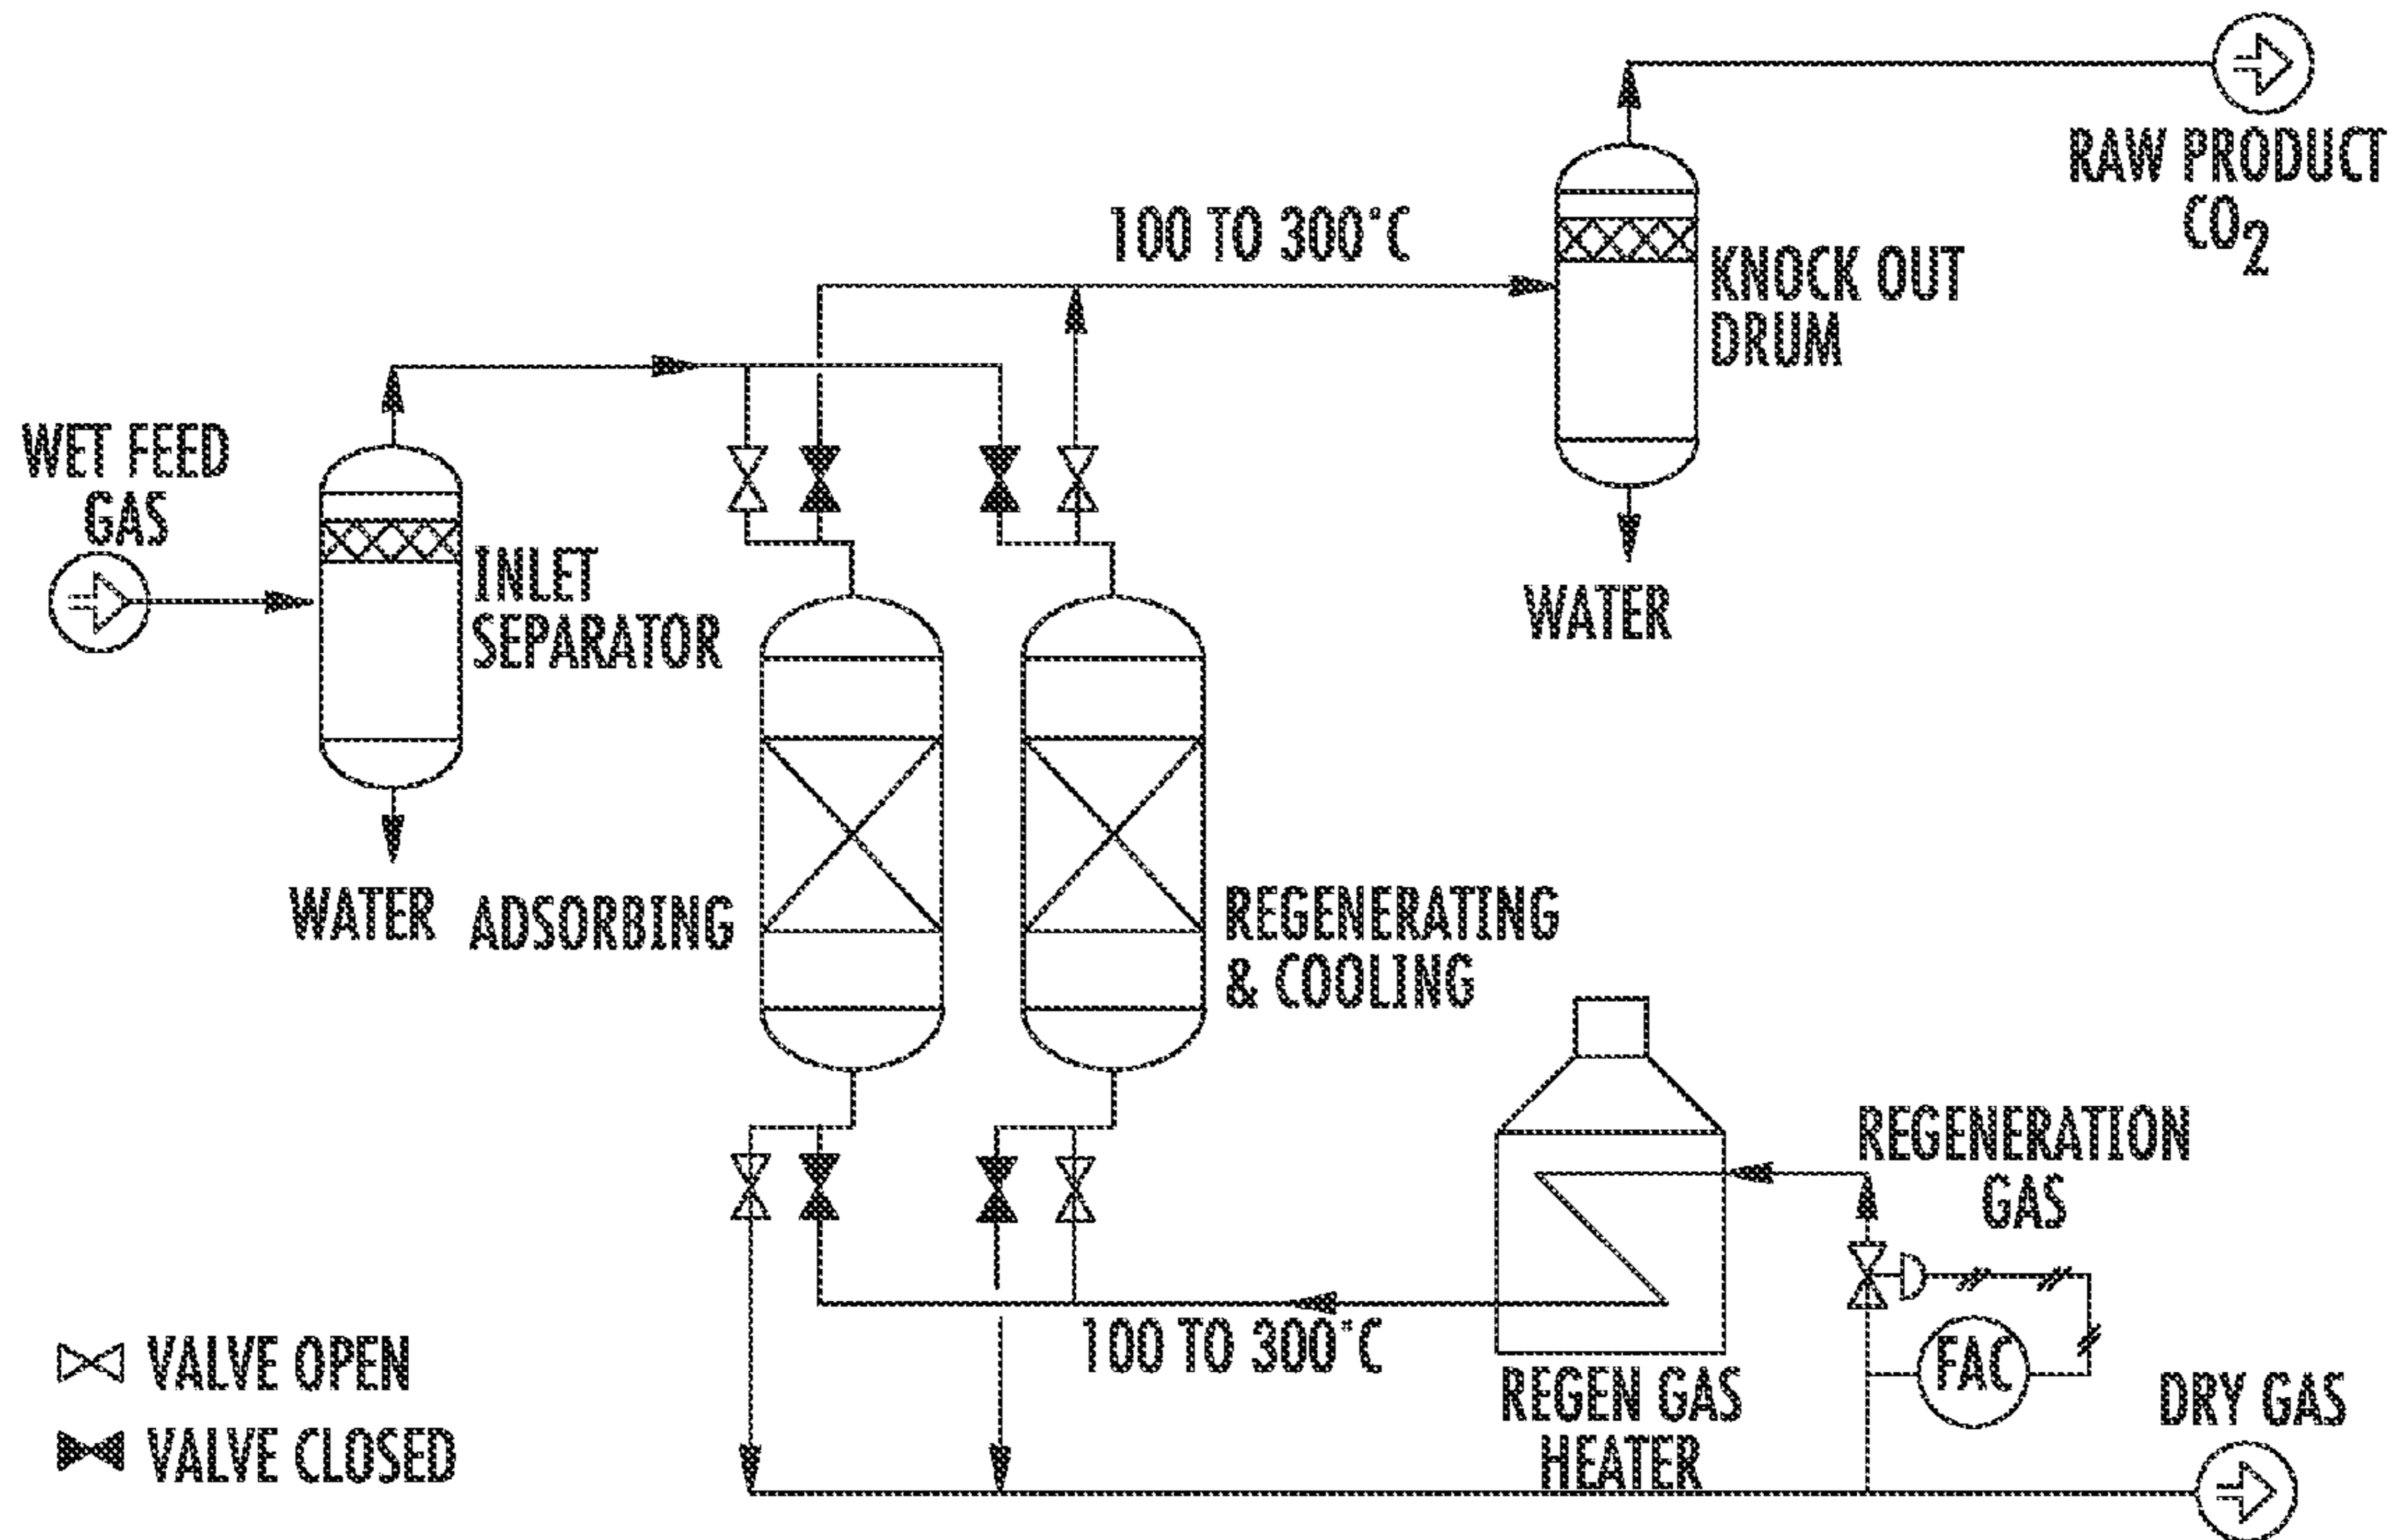 RAW PRODUCT
CO2
100 TO 300°C
KNOCK OUT
DRUM
WET FEED
GAS
INLET
SEPARATOR
WATER
WATER
ADSORBING
REGENERATING
& COOLING
REGENERATION
GAS
100 TO 300°C
FAC
REGEN GAS
HEATER
DRY GAS
VALVE OPEN
VALVE CLOSED